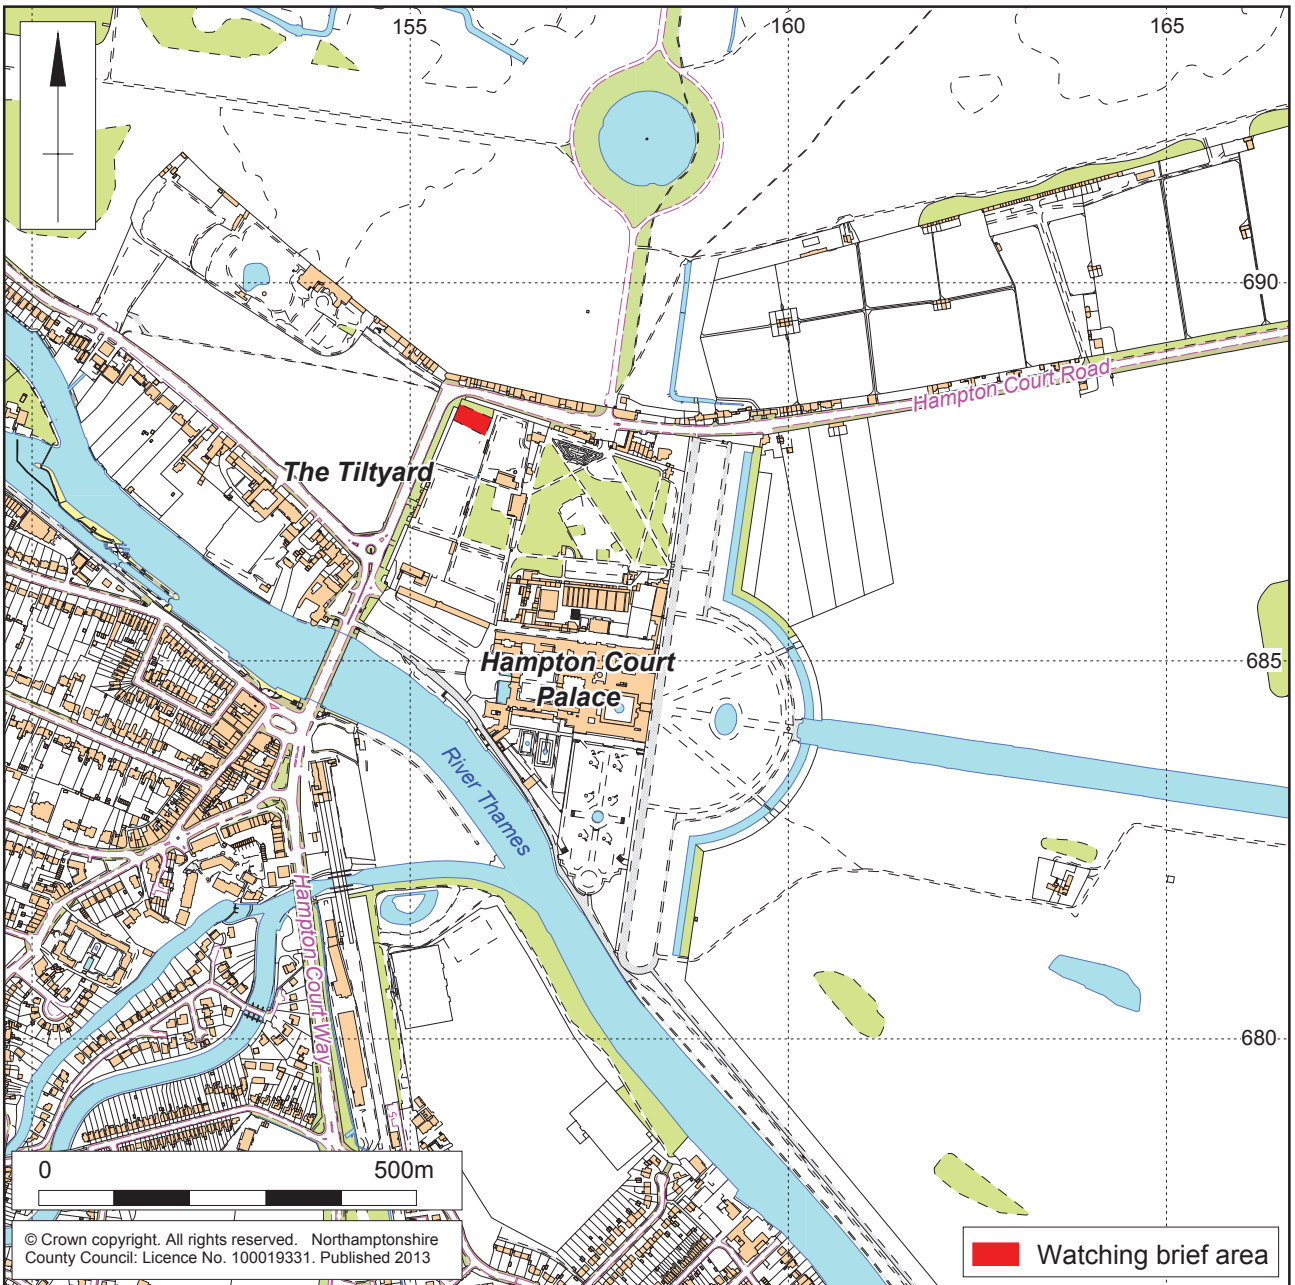 155
160
165
690
Hampton Court Road
The Tiltyard
Hampton Court
Palace
685
River Thames
Hampton Court Way
680
0
500m
© Crown copyright. All rights reserved. Northamptonshire
County Council: Licence No. 100019331. Published 2013
Watching brief area